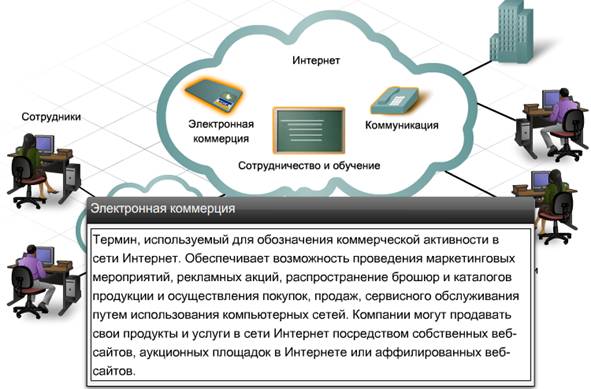 Интернет
Сотрудники
Электронная
коммерция
Коммуникация
Сотрудничество и обучение
Электронная коммерция
Термин, используемый для обозначения коммерческой активности в
сети Интернет. Обеспечивает возможность проведения маркетинговых
мероприятий, рекламных акций, распространение брошюр и каталогов
продукции и осуществления покупок, продаж, сервисного обслуживания
путем использования компьютерных сетей. Компании могут продавать
свои продукты и услуги в сети Интернет посредством собственных веб-
сайтов, аукционных площадок в Интернете или аффилированных веб-
сайтов.